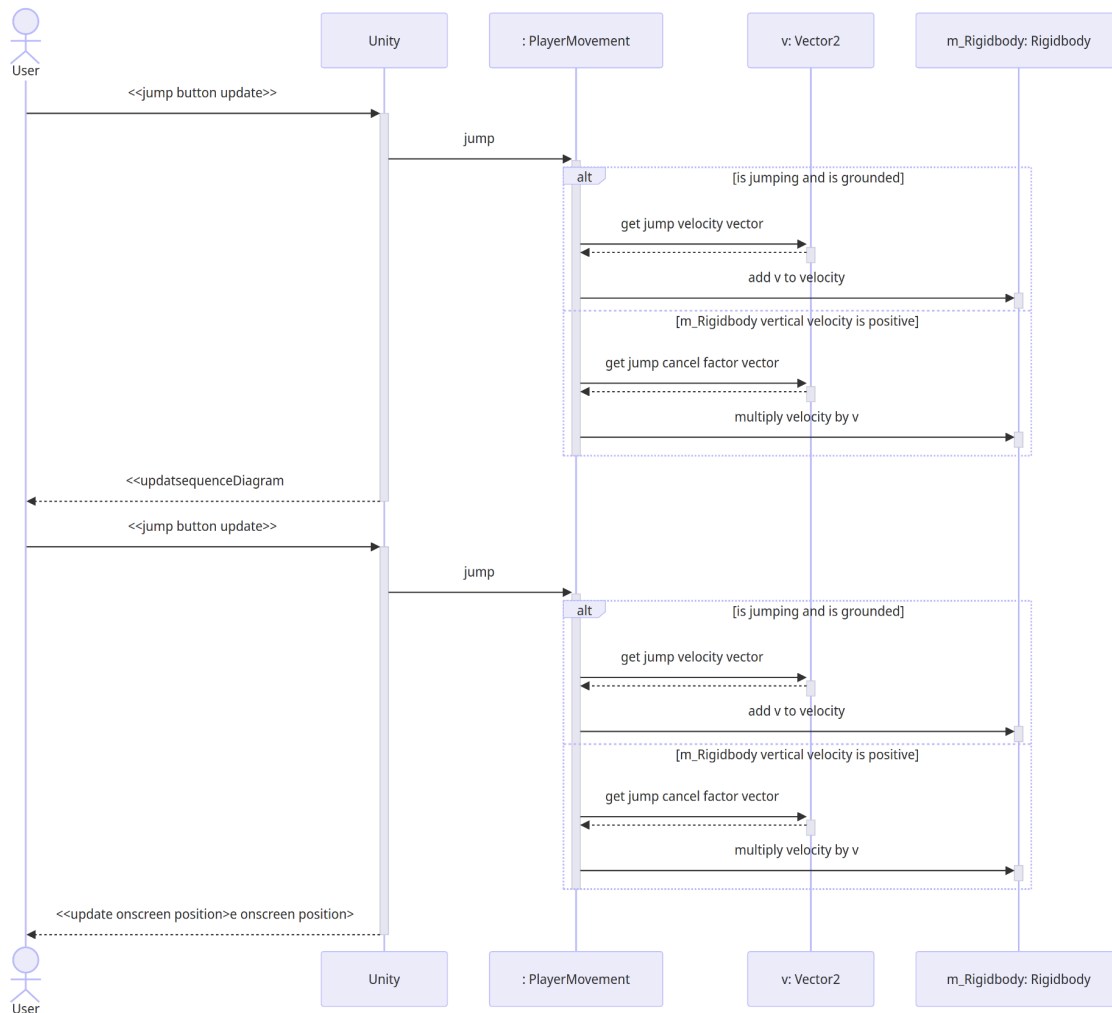 User
Unity
: PlayerMovement
v: Vector2
m_Rigidbody: Rigidbody
<<jump button update>>
jump
alt
[is jumping and is grounded]
get jump velocity vector
add v to velocity
[m_Rigidbody vertical velocity is positive]
get jump cancel factor vector
multiply velocity by v
<<updatsequenceDiagram
<<jump button update>>
jump
alt
[is jumping and is grounded]
get jump velocity vector
add v to velocity
[m_Rigidbody vertical velocity is positive]
get jump cancel factor vector
multiply velocity by v
<<update onscreen position>e onscreen position>
User
Unity
: PlayerMovement
v: Vector2
m_Rigidbody: Rigidbody